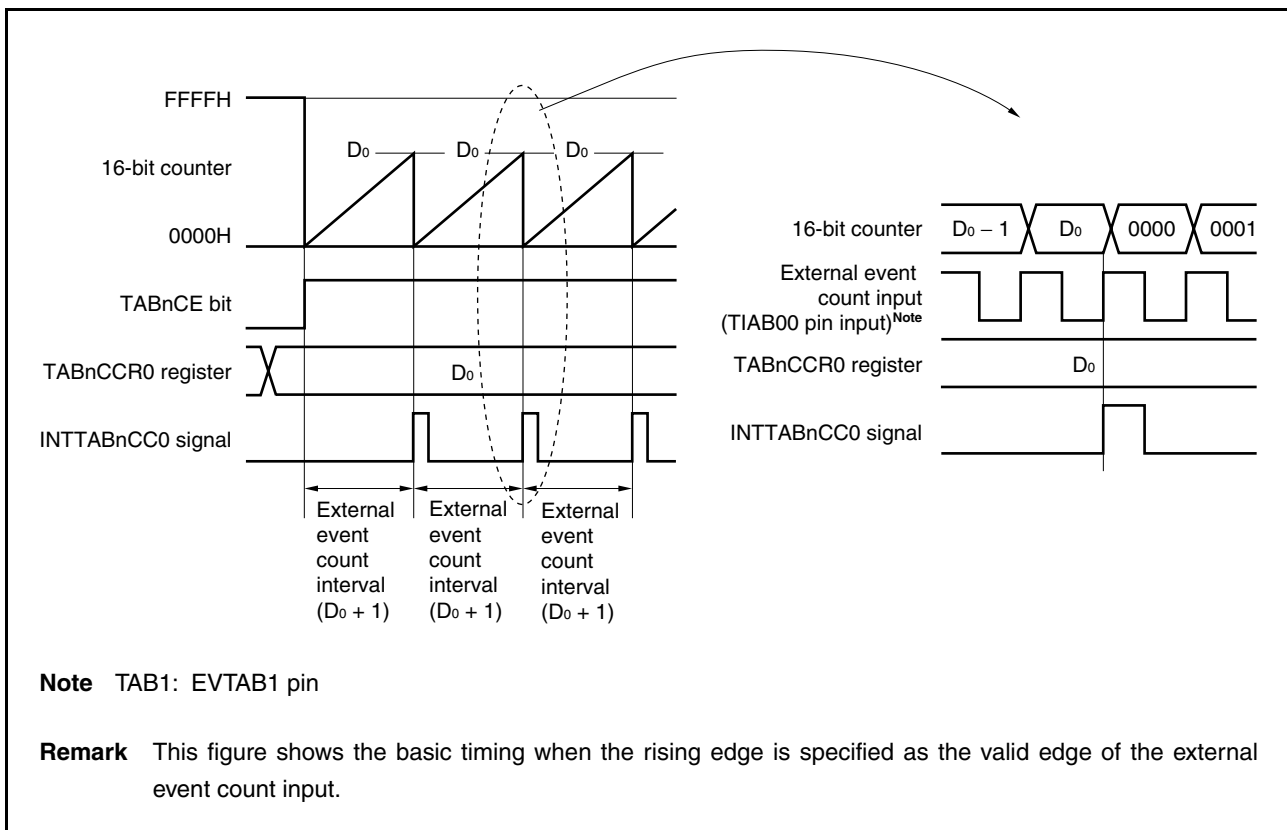 FFFFH
16-bit counter
0000H
D0
D0
D0
TABnCE bit
TABnCCR0 register
D0
INTTABnCC0 signal
External
event
count
interval
(D0 + 1)
External
event
count
interval
(D0 + 1)
External
event
count
interval
(D0 + 1)
16-bit counter
D0 − 1
D0
0000
0001
External event
count input
(TIAB00 pin input)Note
TABnCCR0 register
D0
INTTABnCC0 signal
Note TAB1: EVTAB1 pin
Remark This figure shows the basic timing when the rising edge is specified as the valid edge of the external
event count input.